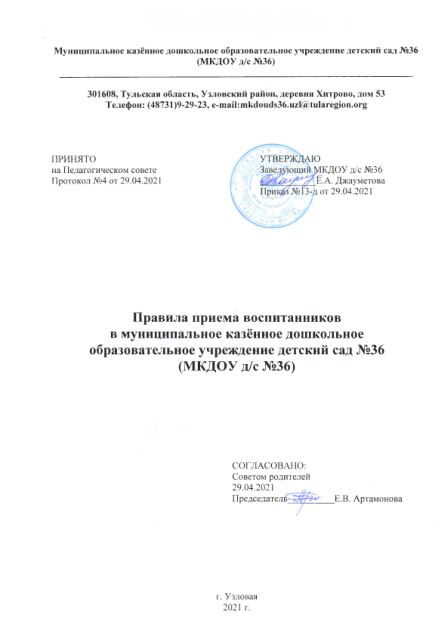 Муниципальное казённое дошкольное образовательное учреждение детский сад №36
(МКДОУ д/с №36)
301608, Тульская область, Узловский район, деревня Хитрово, дом 53
Телефон: (48731)9-29-23, e-mail:mkdouds36.uzl@tularegion.org
ПРИНЯТО
на Педагогическом совете
Протокол №4 от 29.04.2021
УТВЕРЖДАЮ
Заведующий МКДОУ д/с №36
Е.А. Джауметова
Приказ №13-д от 29.04.2021
Правила приема воспитанников
в муниципальное казённое дошкольное
образовательное учреждение детский сад №36
(МКДОУ д/с №36)
СОГЛАСОВАНО:
Советом родителей
29.04.2021
Председатель Е.В. Артамонова
г. Узловая
2021 г.